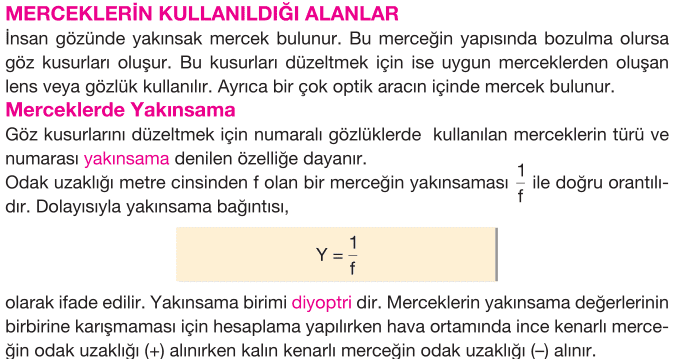 MERCEKLERİN KULLANILDIĞI ALANLAR
İnsan gözünde yakınsak mercek bulunur. Bu merceğin yapısında bozulma olursa
göz kusurları oluşur. Bu kusurları düzeltmek için ise uygun merceklerden oluşan
lens veya gözlük kullanılır. Ayrıca bir çok optik aracın içinde mercek bulunur.
Merceklerde Yakınsama
Göz kusurlarını düzeltmek için numaralı gözlüklerde kullanılan merceklerin türü ve
numarası yakınsama denilen özelliğe dayanır.
Odak uzaklığı metre cinsinden f olan bir merceğin yakınsaması 1/f ile doğru orantılı-
dır. Dolayısıyla yakınsama bağıntısı,
Y = 1/f
olarak ifade edilir. Yakınsama birimi diyoptri dir. Merceklerin yakınsama değerlerinin
birbirine karışmaması için hesaplama yapılırken hava ortamında ince kenarlı merce-
ğin odak uzaklığı (+) alınırken kalın kenarlı merceğin odak uzaklığı (–) alınır.